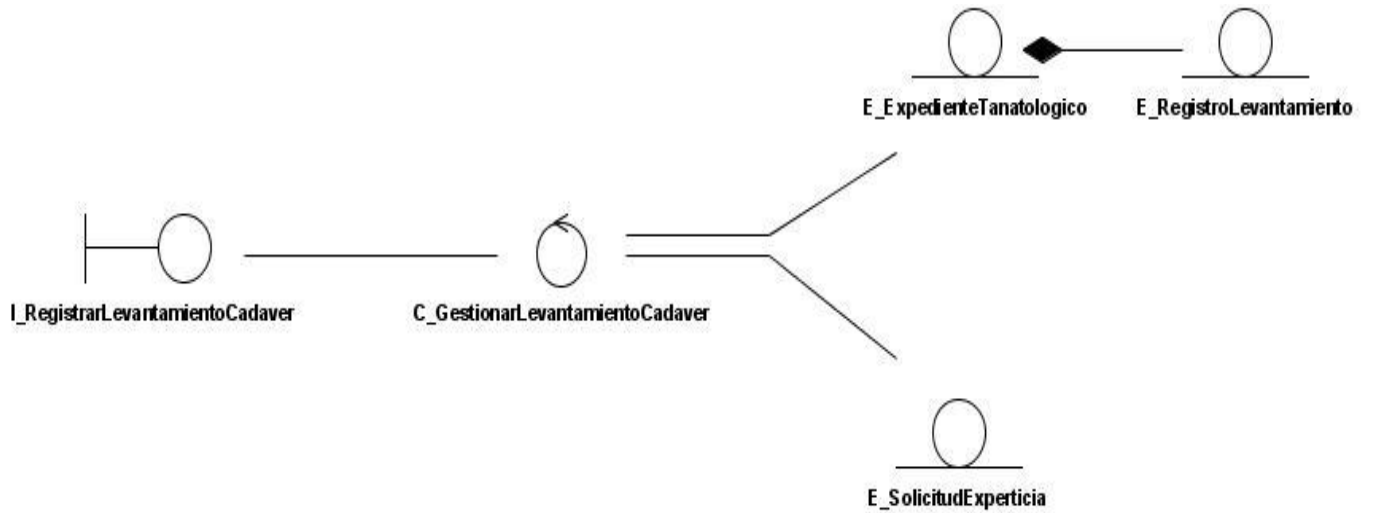 E_ExpedienteTanatologico
E_RegistroLevantamiento
I_RegistrarLevantamientoCadaver
C_GestionarLevantamientoCadaver
E_SolicitudExperticia